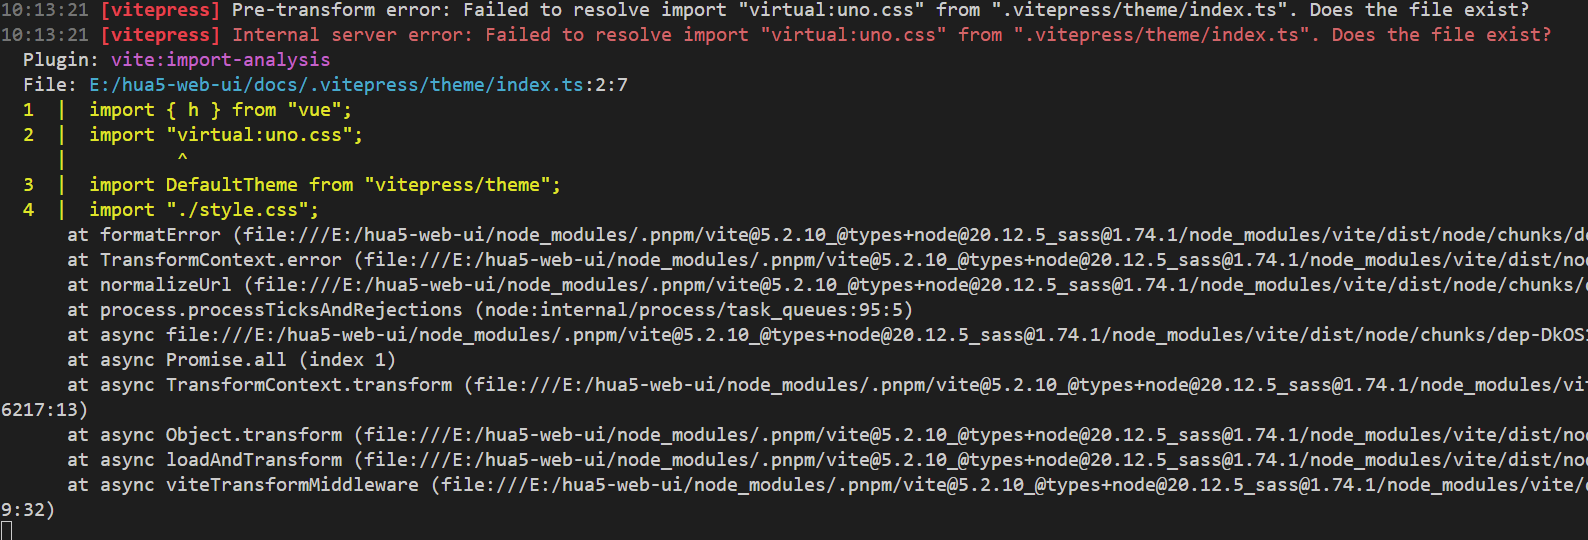 10:13:21 [vitepress] Pre-transform error: Failed to resolve import "virtual:uno.css" from ".vitepress/theme/index.ts". Does the file exist?
10:13:21 [vitepress] Internal server error: Failed to resolve import "virtual:uno.css" from ".vitepress/theme/index.ts". Does the file exist?
  Plugin: vite:import-analysis
  File: E:/hua5-web-ui/docs/.vitepress/theme/index.ts:2:7
  1  |  import { h } from "vue";
  2  |  import "virtual:uno.css";
     |          ^
  3  |  import DefaultTheme from "vitepress/theme";
  4  |  import "./style.css";
      at formatError (file:///E:/hua5-web-ui/node_modules/.pnpm/vite@5.2.10_@types+node@20.12.5_sass@1.74.1/node_modules/vite/dist/node/chunks/de
      at TransformContext.error (file:///E:/hua5-web-ui/node_modules/.pnpm/vite@5.2.10_@types+node@20.12.5_sass@1.74.1/node_modules/vite/dist/nod
      at normalizeUrl (file:///E:/hua5-web-ui/node_modules/.pnpm/vite@5.2.10_@types+node@20.12.5_sass@1.74.1/node_modules/vite/dist/node/chunks/d
      at process.processTicksAndRejections (node:internal/process/task_queues:95:5)
      at async file:///E:/hua5-web-ui/node_modules/.pnpm/vite@5.2.10_@types+node@20.12.5_sass@1.74.1/node_modules/vite/dist/node/chunks/dep-DkOS
      at async Promise.all (index 1)
      at async TransformContext.transform (file:///E:/hua5-web-ui/node_modules/.pnpm/vite@5.2.10_@types+node@20.12.5_sass@1.74.1/node_modules/vit
6217:13)
      at async Object.transform (file:///E:/hua5-web-ui/node_modules/.pnpm/vite@5.2.10_@types+node@20.12.5_sass@1.74.1/node_modules/vite/dist/nod
      at async loadAndTransform (file:///E:/hua5-web-ui/node_modules/.pnpm/vite@5.2.10_@types+node@20.12.5_sass@1.74.1/node_modules/vite/dist/nod
      at async viteTransformMiddleware (file:///E:/hua5-web-ui/node_modules/.pnpm/vite@5.2.10_@types+node@20.12.5_sass@1.74.1/node_modules/vite/
9:32)